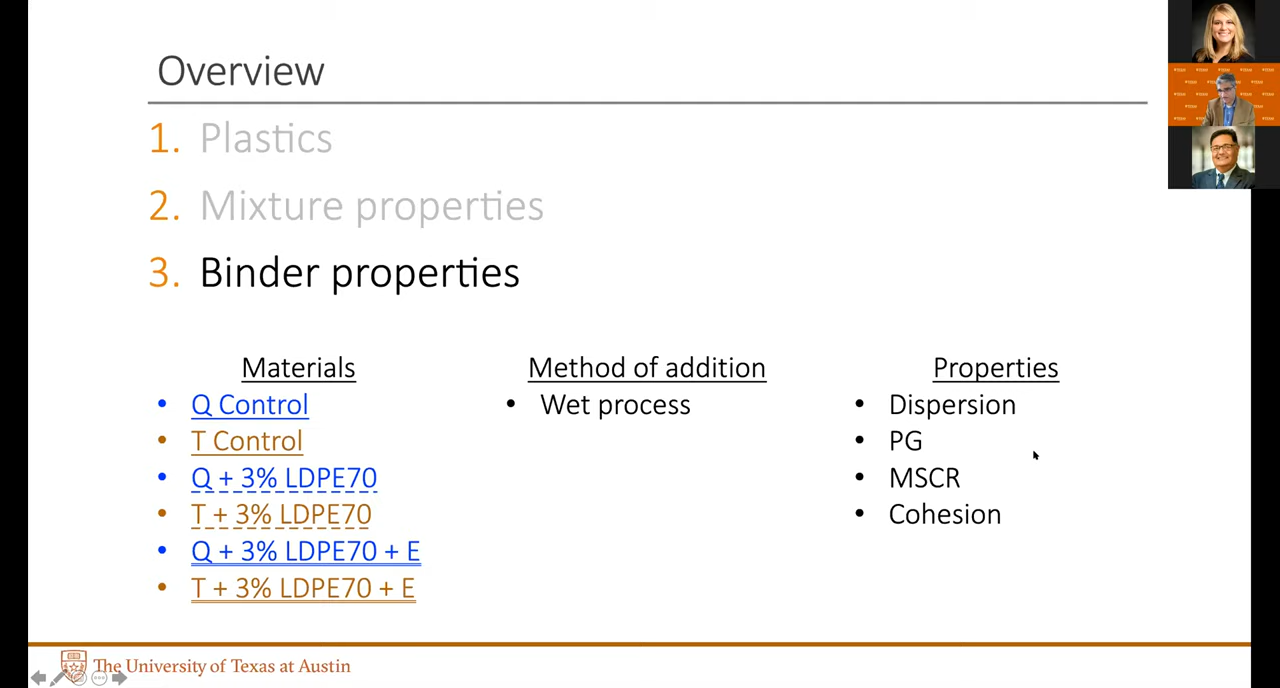 Overview
1. Plastics
2. Mixture properties
3. Binder properties
Materials
• Q Control
• T Control
• Q + 3% LDPE70
• T + 3% LDPE70
• Q + 3% LDPE70 + E
• T + 3% LDPE70 + E
Method of addition
• Wet process
Properties
• Dispersion
• PG
• MSCR
• Cohesion
The University of Texas at Austin